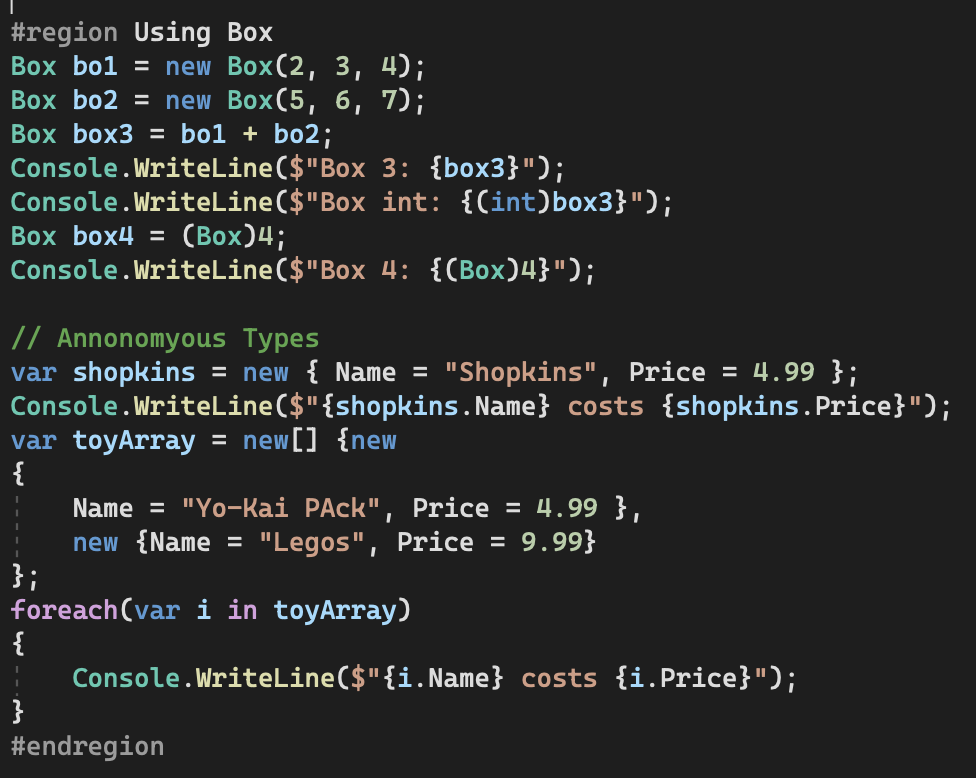 #region Using Box
Box bo1 = new Box(2, 3, 4);
Box bo2 = new Box(5, 6, 7);
Box box3 = bo1 + bo2;
Console.WriteLine($"Box 3: {box3}");
Console.WriteLine($"Box int: {(int)box3}");
Box box4 = (Box)4;
Console.WriteLine($"Box 4: {(Box)4}");

// Annonomyous Types
var shopkins = new { Name = "Shopkins", Price = 4.99 };
Console.WriteLine($"{shopkins.Name} costs {shopkins.Price}");
var toyArray = new[] {new
{
    Name = "Yo-Kai PAck", Price = 4.99 },
    new {Name = "Legos", Price = 9.99}
};
foreach(var i in toyArray)
{
    Console.WriteLine($"{i.Name} costs {i.Price}");
}
#endregion